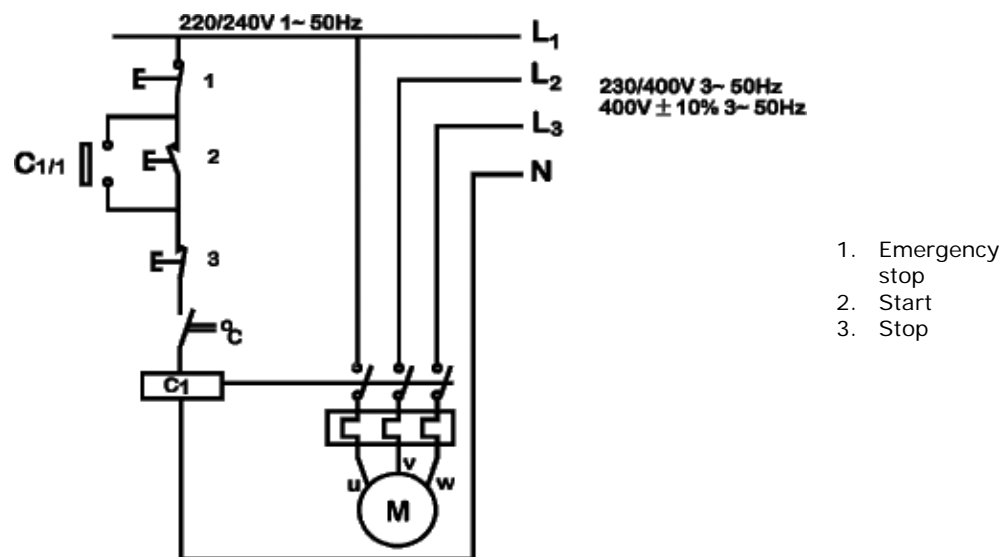 220/240V 1~ 50Hz
L1
L2
230/400V 3~ 50Hz
400V ± 10% 3~ 50Hz
L3
N
1
2
C1/1
3
°C
C1
1. Emergency
stop
2. Start
3. Stop
u
v
w
M